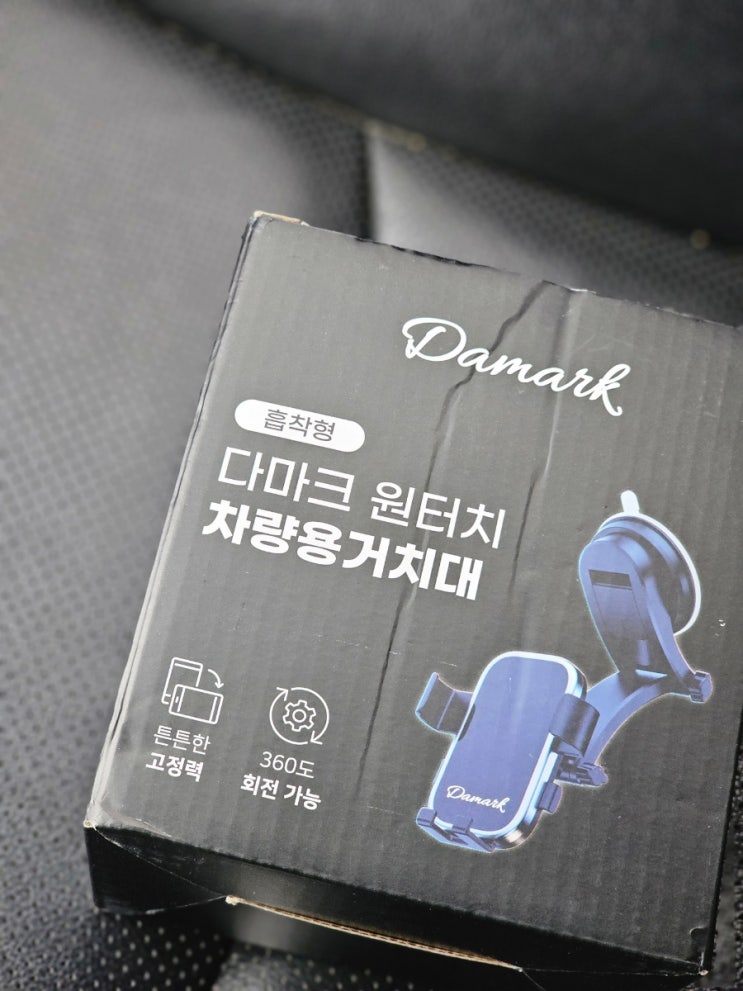 Damark
흡착형
다마크 원터치
차량용거치대
튼튼한
고정력
360도
회전 가능
Damark